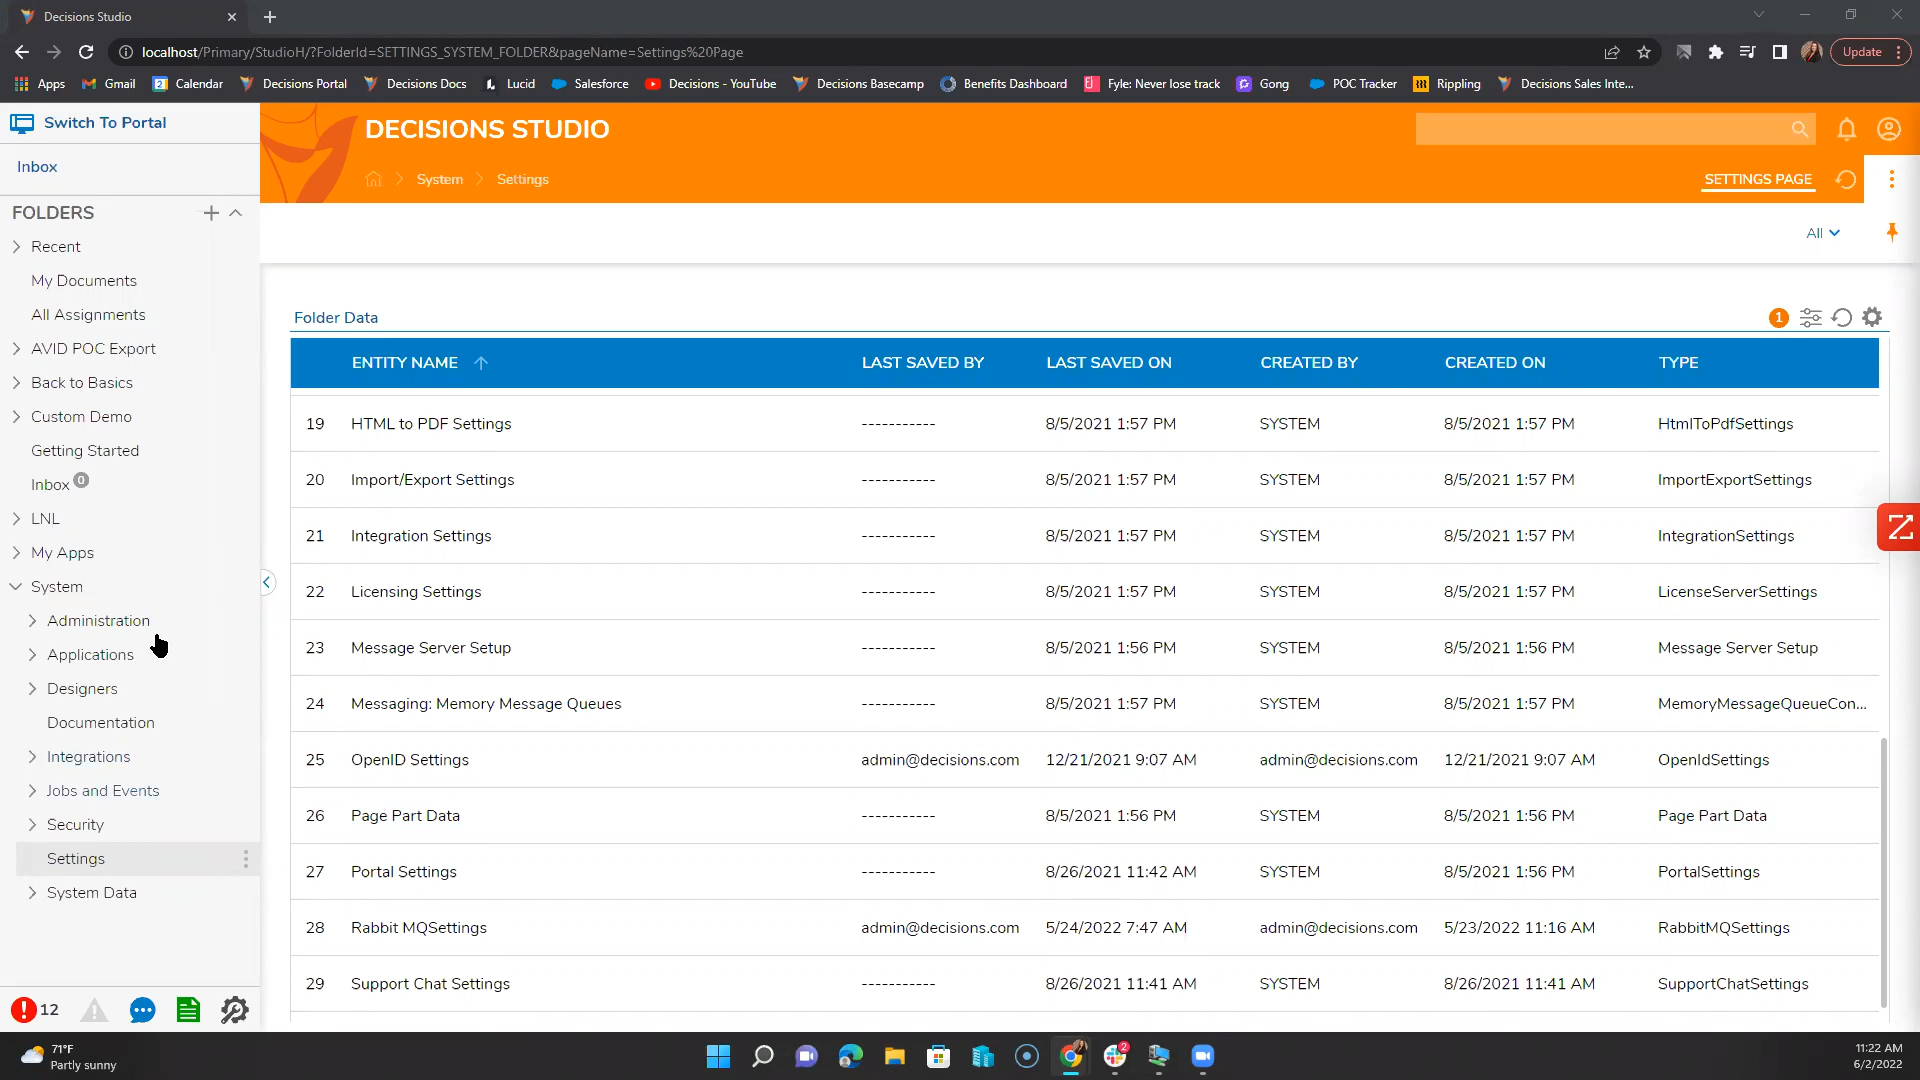 Decisions Studio
localhost/Primary/StudioH/?FolderId=SETTINGS_SYSTEM_FOLDER&pageName=Settings%20Page
Update
Apps
Gmail
2
Calendar
Decisions Portal
Decisions Docs
Lucid
Salesforce
Decisions - YouTube
Decisions Basecamp
Benefits Dashboard
Fyle: Never lose track
Gong
POC Tracker
Rippling
Decisions Sales Inte...
Switch To Portal
Inbox
FOLDERS
Recent
My Documents
All Assignments
AVID POC Export
Back to Basics
Custom Demo
Getting Started
Inbox 0
LNL
My Apps
System
Administration
Applications
Designers
Documentation
Integrations
Jobs and Events
Security
Settings
System Data
12
DECISIONS STUDIO
System
Settings
SETTINGS PAGE
All
Folder Data
1
ENTITY NAME LAST SAVED BY LAST SAVED ON CREATED BY CREATED ON TYPE
19 HTML to PDF Settings ----------- 8/5/2021 1:57 PM SYSTEM 8/5/2021 1:57 PM HtmlToPdfSettings
20 Import/Export Settings ----------- 8/5/2021 1:57 PM SYSTEM 8/5/2021 1:57 PM ImportExportSettings
21 Integration Settings ----------- 8/5/2021 1:57 PM SYSTEM 8/5/2021 1:57 PM IntegrationSettings
22 Licensing Settings ----------- 8/5/2021 1:57 PM SYSTEM 8/5/2021 1:57 PM LicenseServerSettings
23 Message Server Setup ----------- 8/5/2021 1:56 PM SYSTEM 8/5/2021 1:56 PM Message Server Setup
24 Messaging: Memory Message Queues ----------- 8/5/2021 1:57 PM SYSTEM 8/5/2021 1:57 PM MemoryMessageQueueCon...
25 OpenID Settings admin@decisions.com 12/21/2021 9:07 AM admin@decisions.com 12/21/2021 9:07 AM OpenIdSettings
26 Page Part Data ----------- 8/5/2021 1:56 PM SYSTEM 8/5/2021 1:56 PM Page Part Data
27 Portal Settings ----------- 8/26/2021 11:42 AM SYSTEM 8/5/2021 1:56 PM PortalSettings
28 Rabbit MQSettings admin@decisions.com 5/24/2022 7:47 AM admin@decisions.com 5/23/2022 11:16 AM RabbitMQSettings
29 Support Chat Settings ----------- 8/26/2021 11:41 AM SYSTEM 8/26/2021 11:41 AM SupportChatSettings
71°F
Partly sunny
2
11:22 AM
6/2/2022